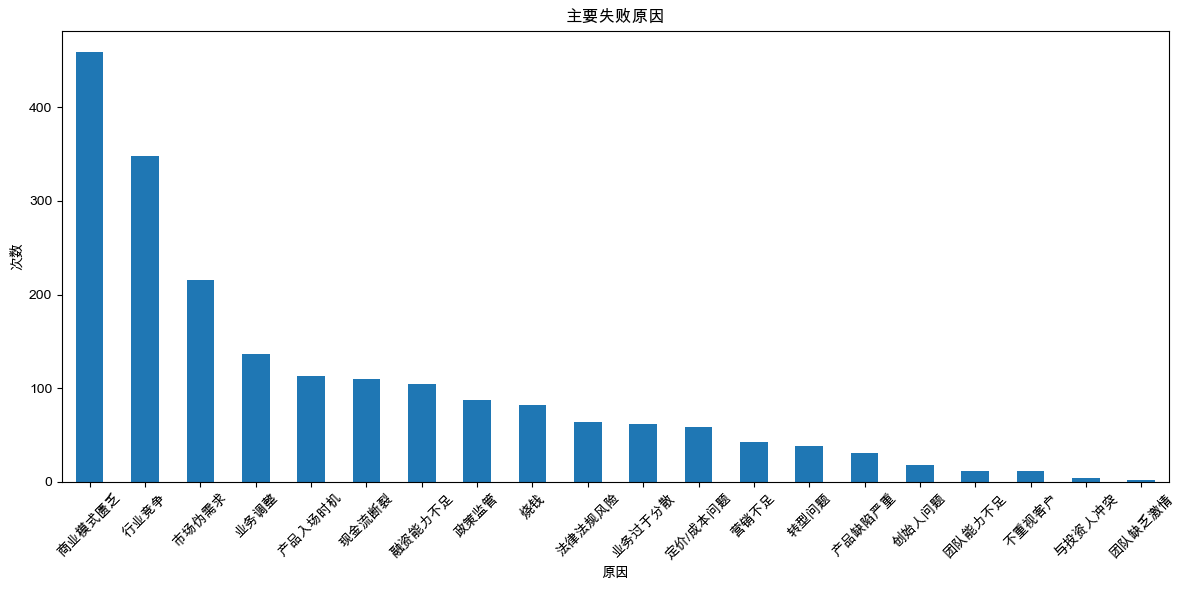 主要失败原因
次数
400
300
200
100
0
商业模式匮乏
行业竞争
市场伪需求
业务调整
产品入场时机
现金流断裂
融资能力不足
政策监管
烧钱
法律法规风险
业务过于分散
定价/成本问题
营销不足
转型问题
产品缺陷严重
创始人问题
团队能力不足
不重视客户
与投资人冲突
团队缺乏激情
原因